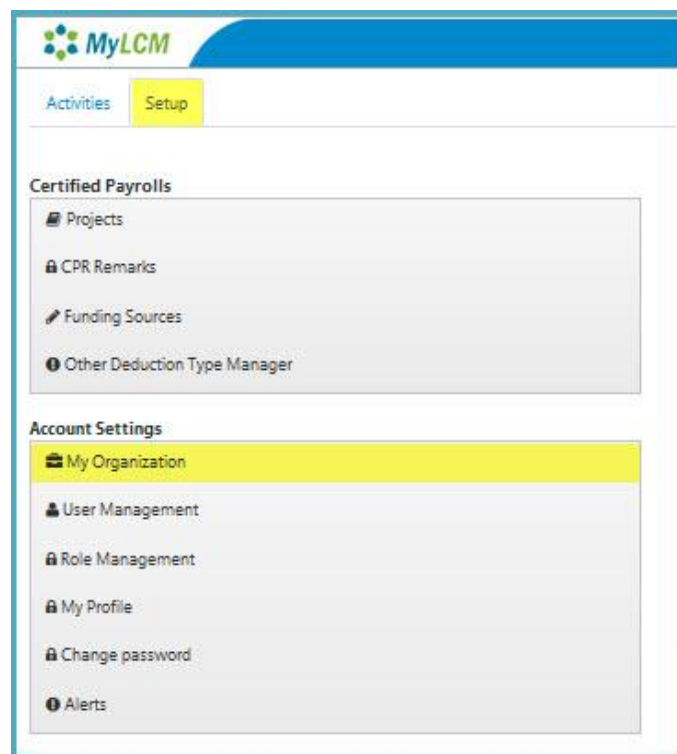 MyLCM
Activities Setup
Certified Payrolls
Projects
CPR Remarks
Funding Sources
Other Deduction Type Manager
Account Settings
My Organization
User Management
Role Management
My Profile
Change password
Alerts